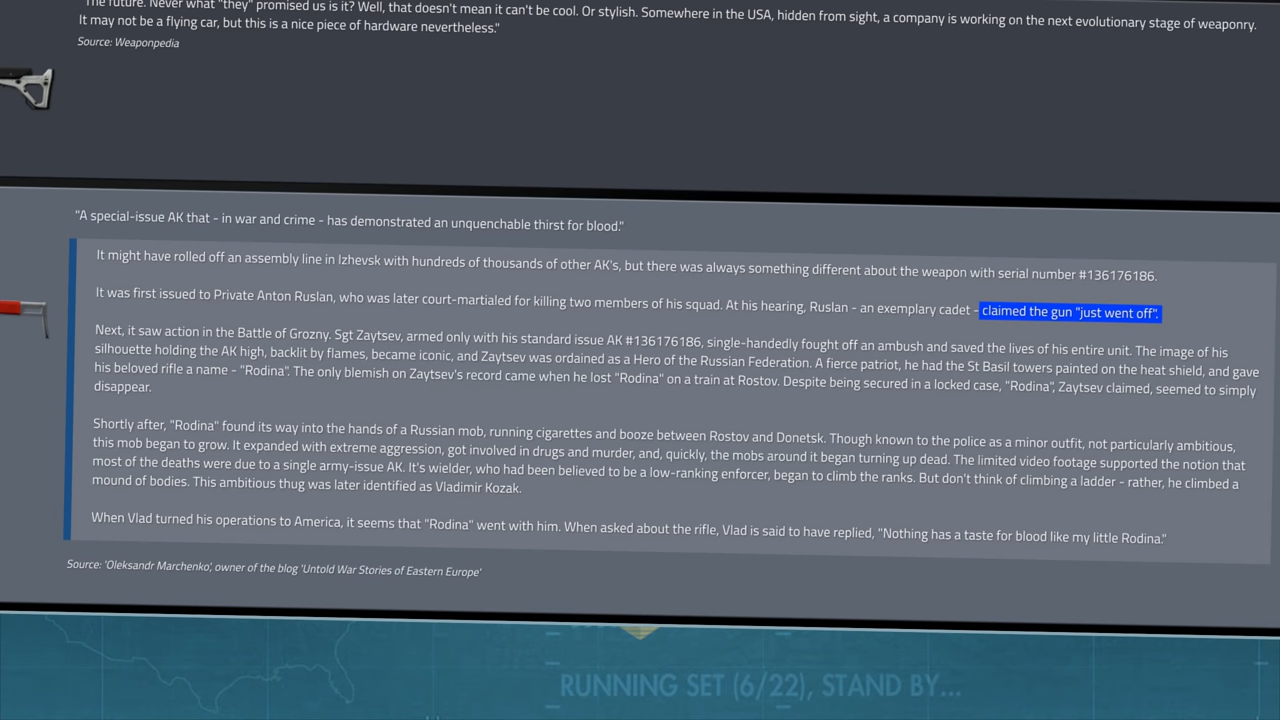 "The future. Never what "they" promised us is it? Well, that doesn't mean it can't be cool. Or stylish. Somewhere in the USA, hidden from sight, a company is working on the next evolutionary stage of weaponry.
It may not be a flying car, but this is a nice piece of hardware nevertheless."
Source: Weaponpedia
"A special-issue AK that - in war and crime - has demonstrated an unquenchable thirst for blood."
It might have rolled off an assembly line in Izhevsk with hundreds of thousands of other AK's, but there was always something different about the weapon with serial number #136176186.
It was first issued to Private Anton Ruslan, who was later court-martialed for killing two members of his squad. At his hearing, Ruslan - an exemplary cadet - claimed the gun "just went off".
Next, it saw action in the Battle of Grozny. Sgt Zaytsev, armed only with his standard issue AK #136176186, single-handedly fought off an ambush and saved the lives of his entire unit. The image of his
silhouette holding the AK high, backlit by flames, became iconic, and Zaytsev was ordained as a Hero of the Russian Federation. A fierce patriot, he had the St Basil towers painted on the heat shield, and gave
his beloved rifle a name - "Rodina". The only blemish on Zaytsev's record came when he lost "Rodina" on a train at Rostov. Despite being secured in a locked case, "Rodina", Zaytsev claimed, seemed to simply
disappear.
Shortly after, "Rodina" found its way into the hands of a Russian mob, running cigarettes and booze between Rostov and Donetsk. Though known to the police as a minor outfit, not particularly ambitious,
this mob began to grow. It expanded with extreme aggression, got involved in drugs and murder, and, quickly, the mobs around it began turning up dead. The limited video footage supported the notion that
most of the deaths were due to a single army-issue AK. It's wielder, who had been believed to be a low-ranking enforcer, began to climb the ranks. But don't think of climbing a ladder - rather, he climbed a
mound of bodies. This ambitious thug was later identified as Vladimir Kozak.
When Vlad turned his operations to America, it seems that "Rodina" went with him. When asked about the rifle, Vlad is said to have replied, "Nothing has a taste for blood like my little Rodina."
Source: 'Oleksandr Marchenko', owner of the blog 'Untold War Stories of Eastern Europe'
RUNNING SET (6/22), STAND BY...